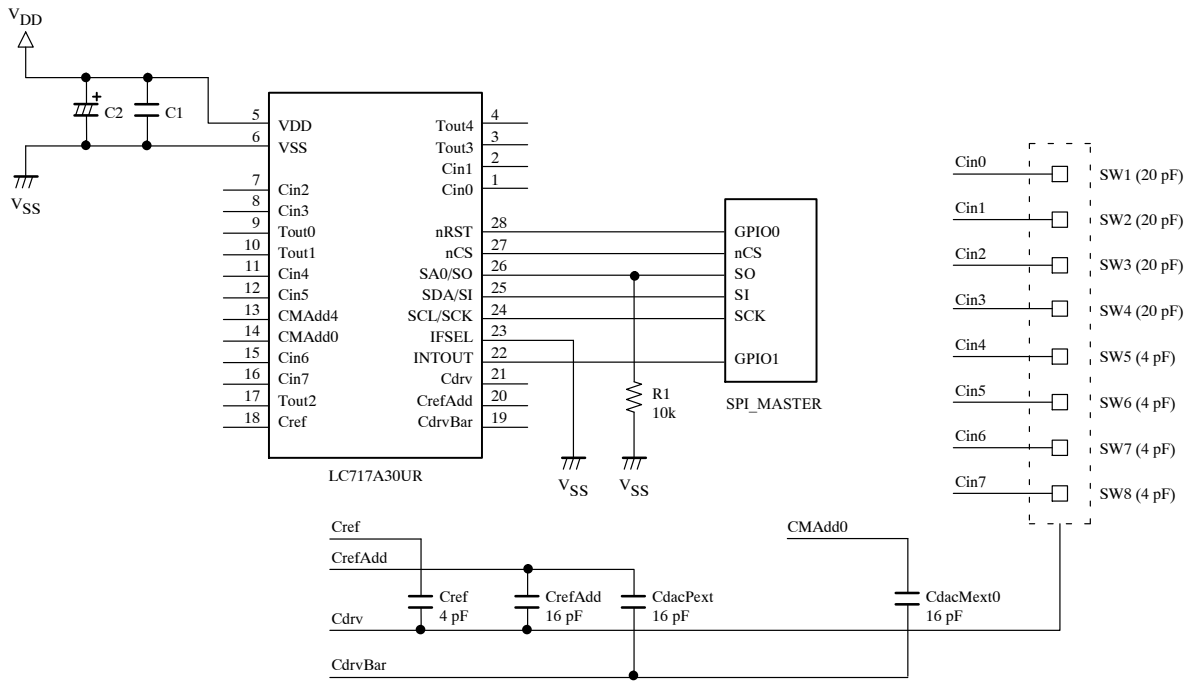 VDD
+
C2
C1
VSS
5
VDD
6
VSS
7
Cin2
8
Cin3
9
Tout0
10
Tout1
11
Cin4
12
Cin5
13
CMAdd4
14
CMAdd0
15
Cin6
16
Cin7
17
Tout2
18
Cref
Tout4
4
Tout3
3
Cin1
2
Cin0
1
nRST
28
nCS
27
SA0/SO
26
SDA/SI
25
SCL/SCK
24
IFSEL
23
INTOUT
22
Cdrv
21
CrefAdd
20
CdrvBar
19
LC717A30UR
VSS
R1
10k
VSS
GPIO0
nCS
SO
SI
SCK
GPIO1
SPI_MASTER
Cin0
SW1 (20 pF)
Cin1
SW2 (20 pF)
Cin2
SW3 (20 pF)
Cin3
SW4 (20 pF)
Cin4
SW5 (4 pF)
Cin5
SW6 (4 pF)
Cin6
SW7 (4 pF)
Cin7
SW8 (4 pF)
Cref
CrefAdd
Cdrv
CdrvBar
Cref
4 pF
CrefAdd
16 pF
CdacPext
16 pF
CMAdd0
CdacMext0
16 pF